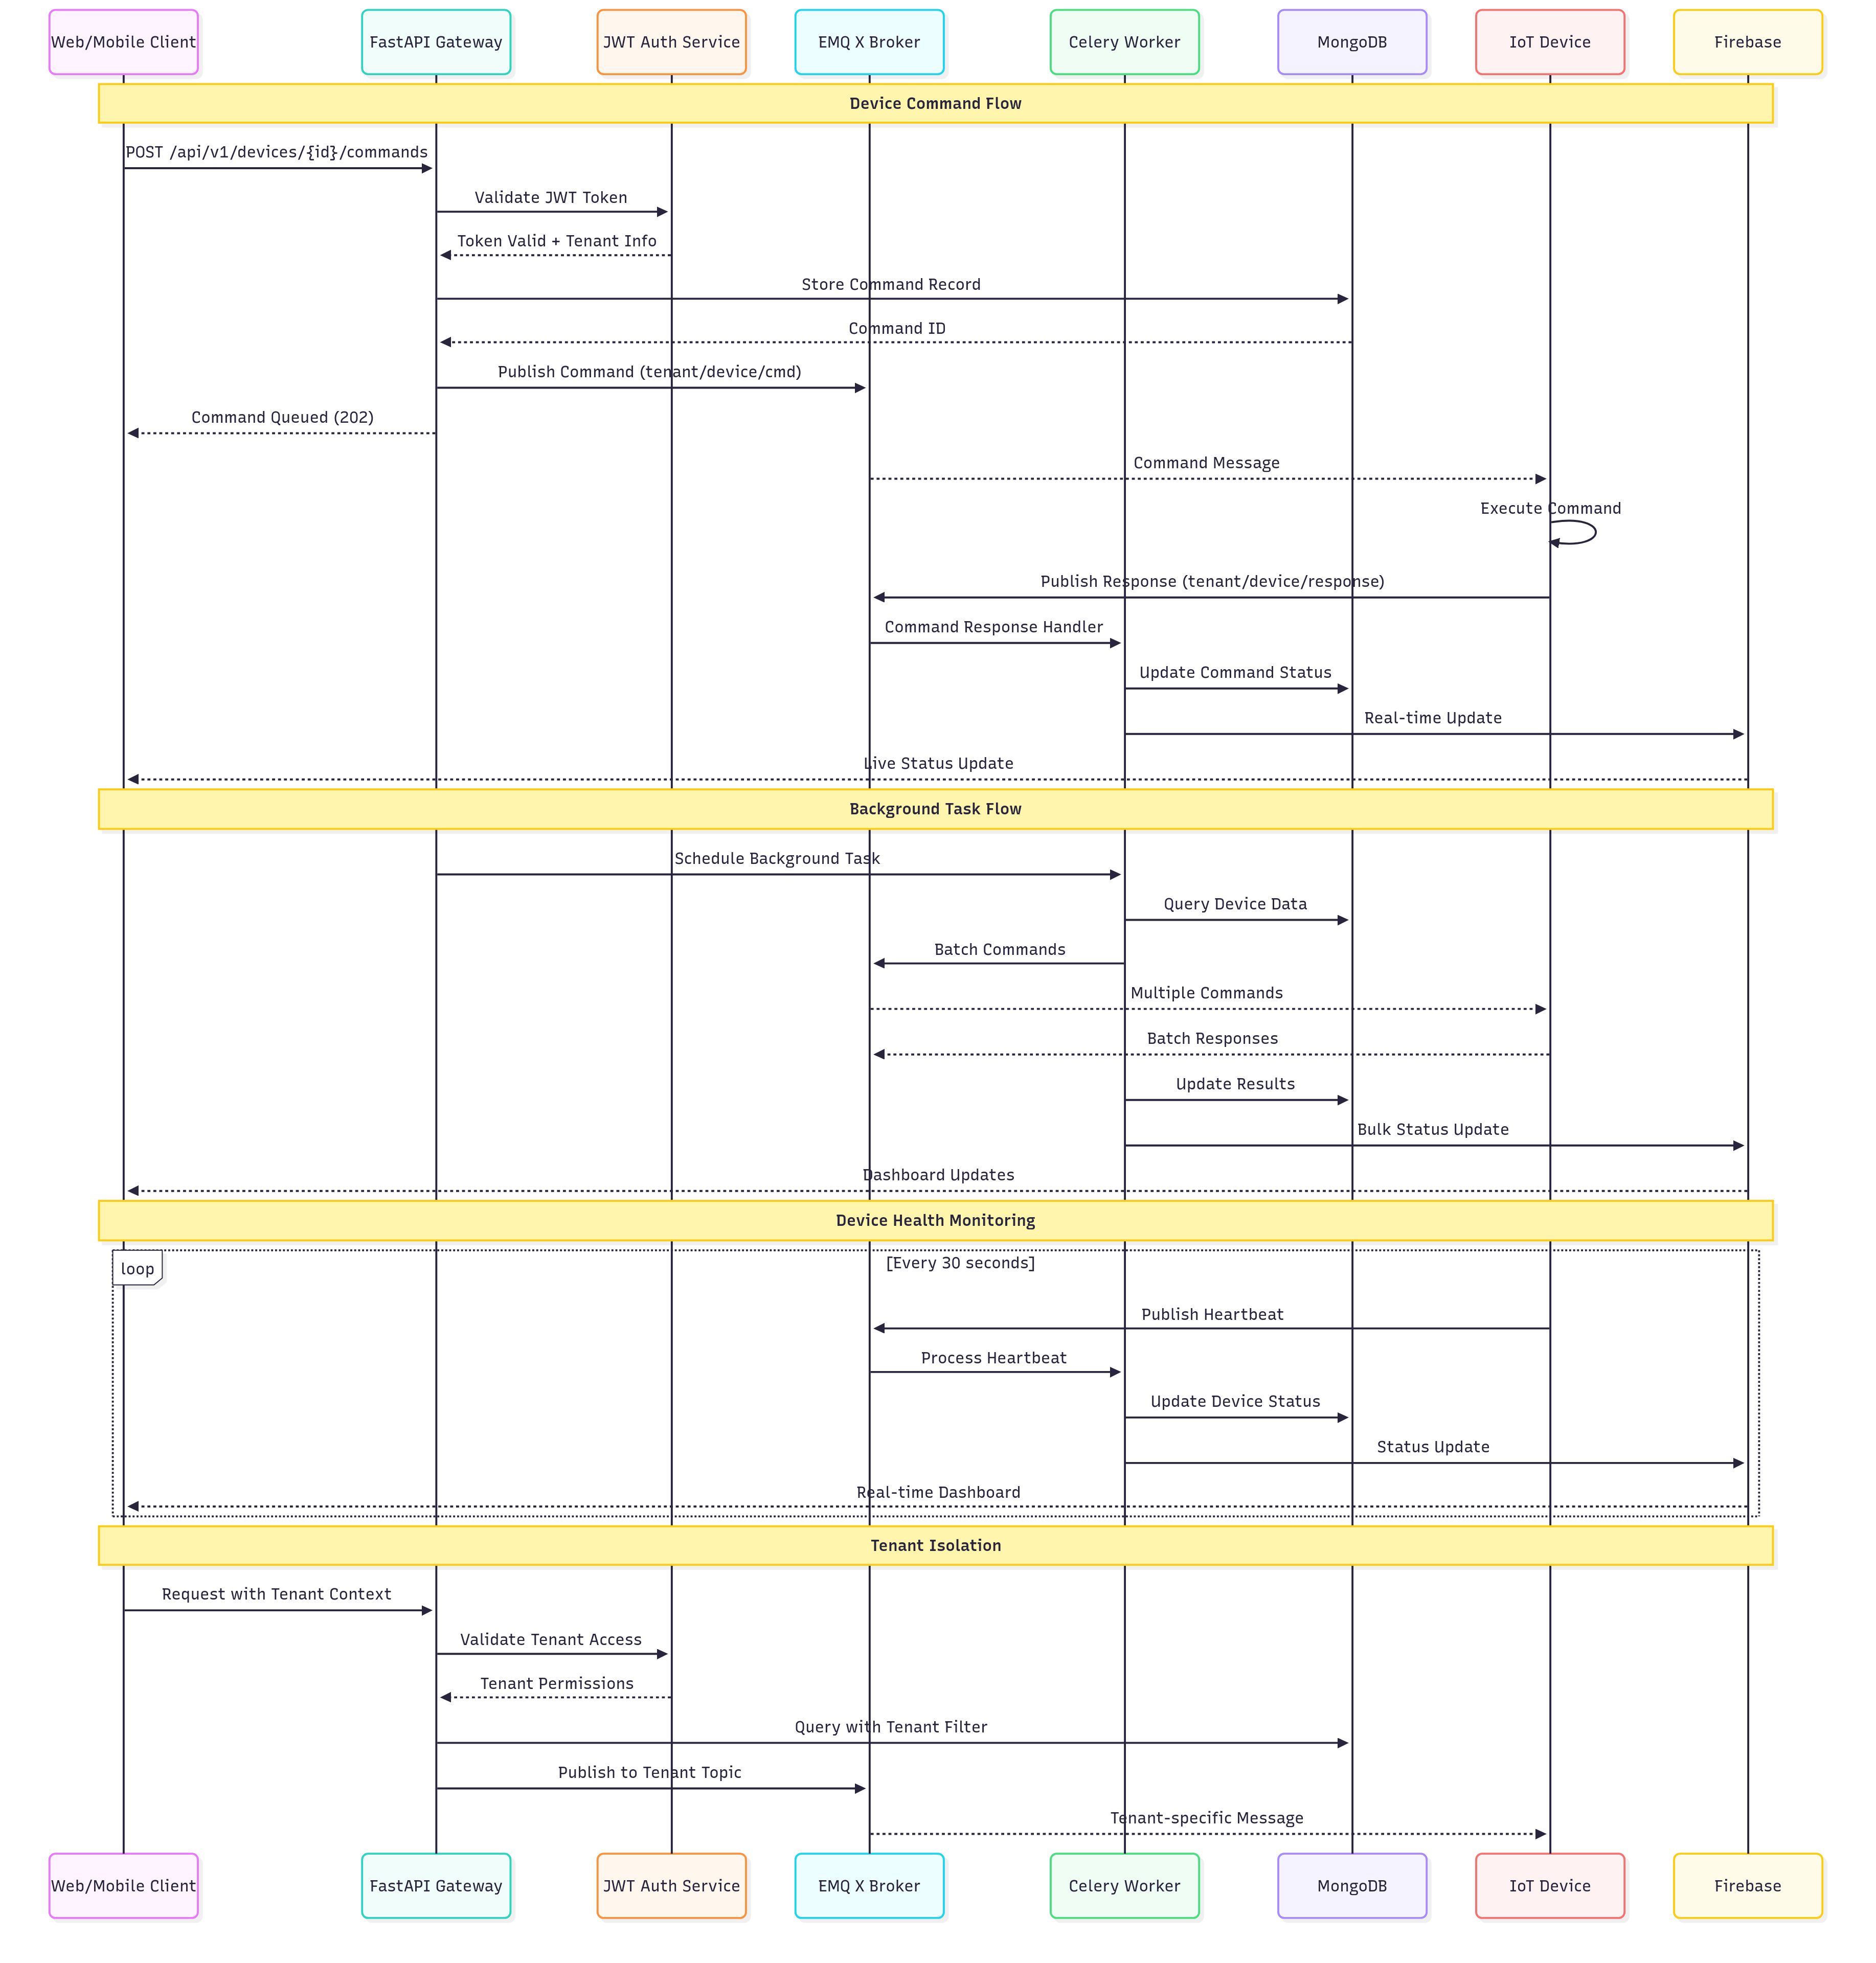 Web/Mobile Client
FastAPI Gateway
JWT Auth Service
EMQ X Broker
Celery Worker
MongoDB
IoT Device
Firebase
Device Command Flow
POST /api/v1/devices/{id}/commands
Validate JWT Token
Token Valid + Tenant Info
Store Command Record
Command ID
Publish Command (tenant/device/cmd)
Command Queued (202)
Command Message
Execute Command
Publish Response (tenant/device/response)
Command Response Handler
Update Command Status
Real-time Update
Live Status Update
Background Task Flow
Schedule Background Task
Query Device Data
Batch Commands
Multiple Commands
Batch Responses
Update Results
Bulk Status Update
Dashboard Updates
Device Health Monitoring
loop
[Every 30 seconds]
Publish Heartbeat
Process Heartbeat
Update Device Status
Status Update
Real-time Dashboard
Tenant Isolation
Request with Tenant Context
Validate Tenant Access
Tenant Permissions
Query with Tenant Filter
Publish to Tenant Topic
Tenant-specific Message
Web/Mobile Client
FastAPI Gateway
JWT Auth Service
EMQ X Broker
Celery Worker
MongoDB
IoT Device
Firebase